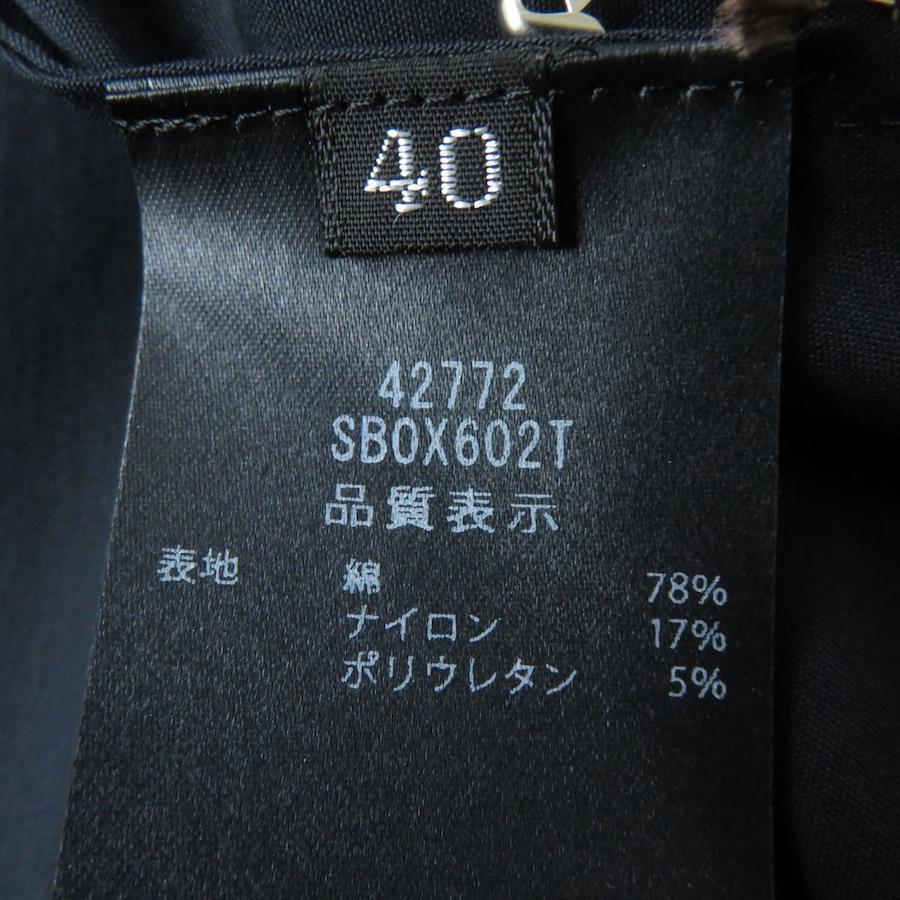 40
42772
SBOX602T
品質表示
表地 綿 78%
ナイロン 17%
ポリウレタン 5%